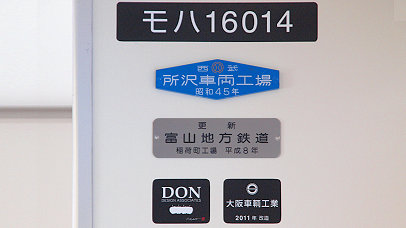 モハ16014
西武
所沢車両工場
昭和45年
更新
富山地方鉄道
稲荷町工場 平成8年
DON
DESIGN ASSOCIATES
大阪車輌工業
2011年 改造